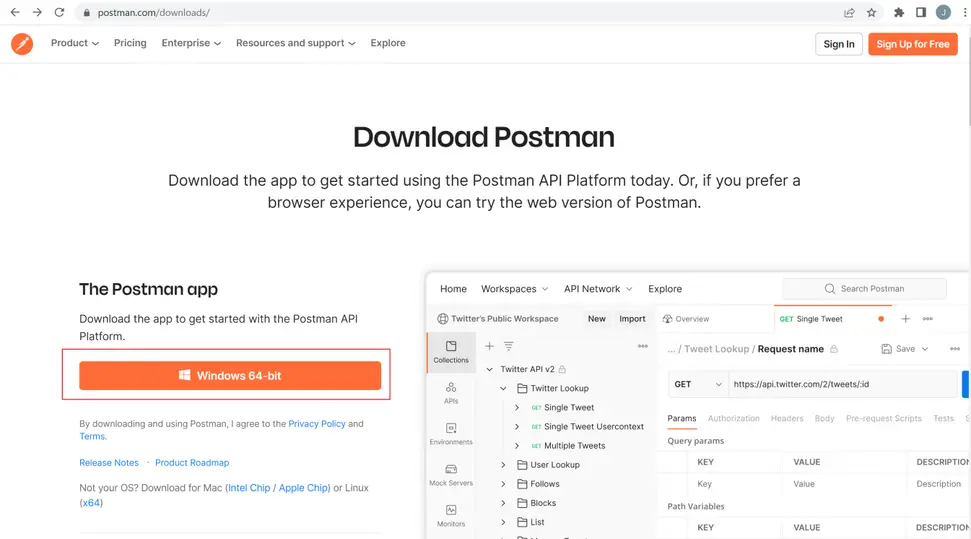 postman.com/downloads/
J
Product Pricing Enterprise Resources and support Explore Sign In Sign Up for Free
Download Postman
Download the app to get started using the Postman API Platform today. Or, if you prefer a
browser experience, you can try the web version of Postman.
The Postman app
Download the app to get started with the Postman API
Platform.
Windows 64-bit
By downloading and using Postman, I agree to the Privacy Policy and
Terms.
Release Notes · Product Roadmap
Not your OS? Download for Mac (Intel Chip / Apple Chip) or Linux
(x64)
Home Workspaces API Network Explore Search Postman
Twitter's Public Workspace New Import Overview GET Single Tweet
Collections
APIs
Environments
Mock Servers
Monitors
Twitter API v2
Twitter Lookup
GET Single Tweet
GET Single Tweet Usercontext
GET Multiple Tweets
User Lookup
Follows
Blocks
List
... / Tweet Lookup / Request name Save
GET https://api.twitter.com/2/tweets/:id
Params Authorization Headers Body Pre-request Scripts Tests
Query params
KEY VALUE DESCRIPTION
Key Value Description
Path Variables
KEY VALUE DESCRIPTION